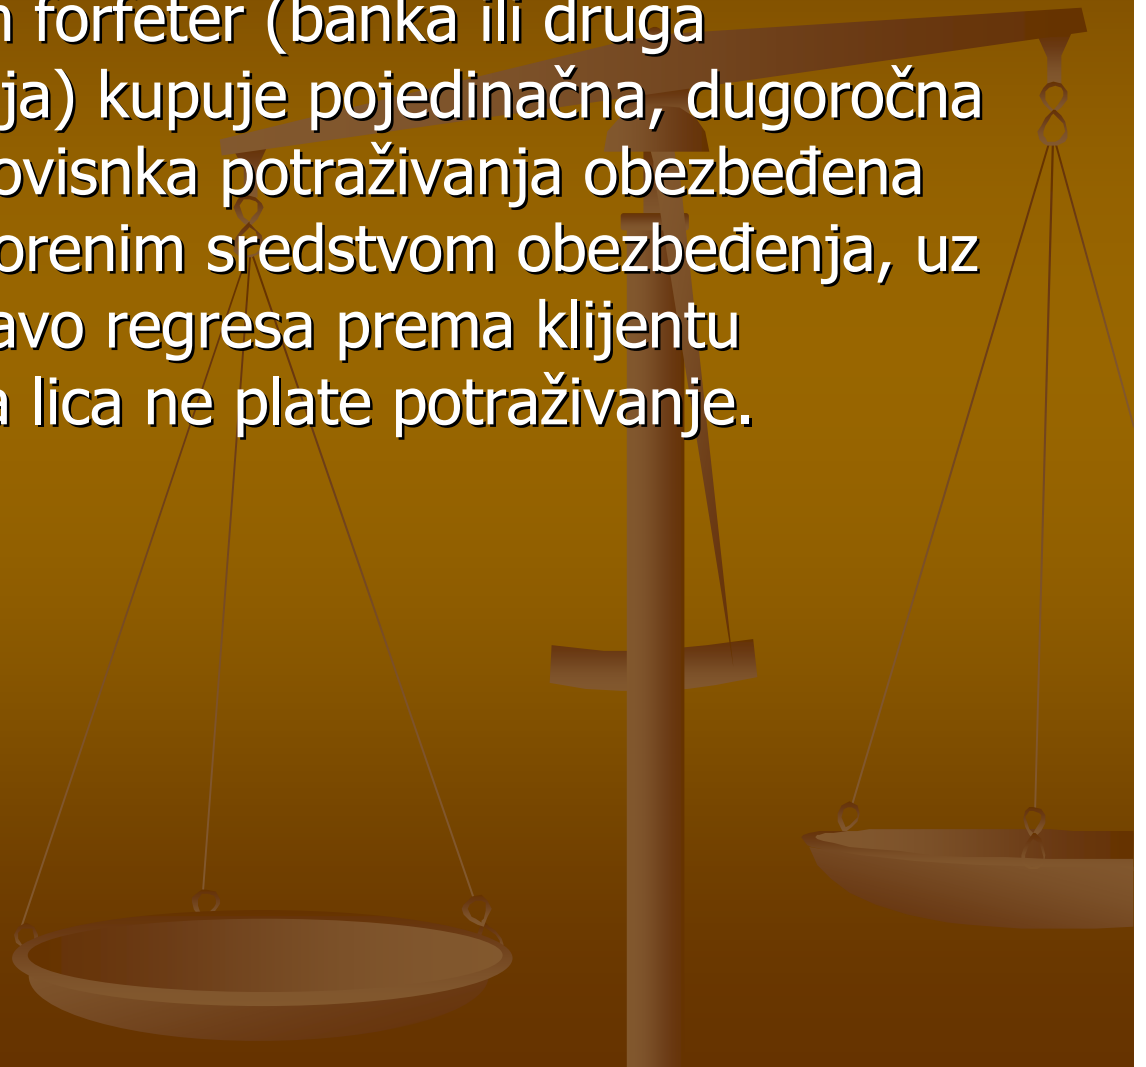 forfeter (banka ili druga
ja) kupuje pojedinačna, dugoročna
ovisnka potraživanja obezbeđena
orenim sredstvom obezbeđenja, uz
avo regresa prema klijentu
lica ne plate potraživanje.